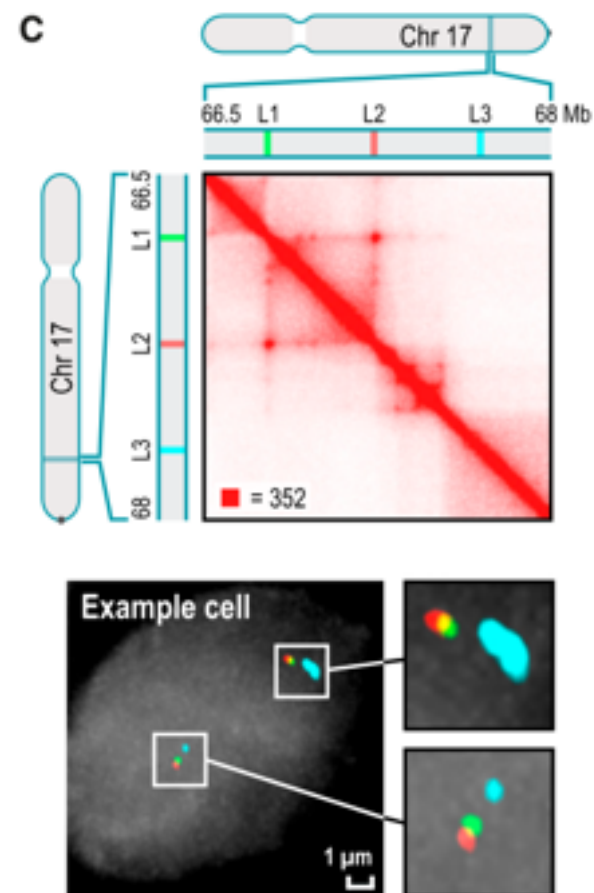 C
Chr 17
66.5 L1 L2 L3 68 Mb
66.5
L1
L2
L3
68
Chr 17
= 352
Example cell
1 μm